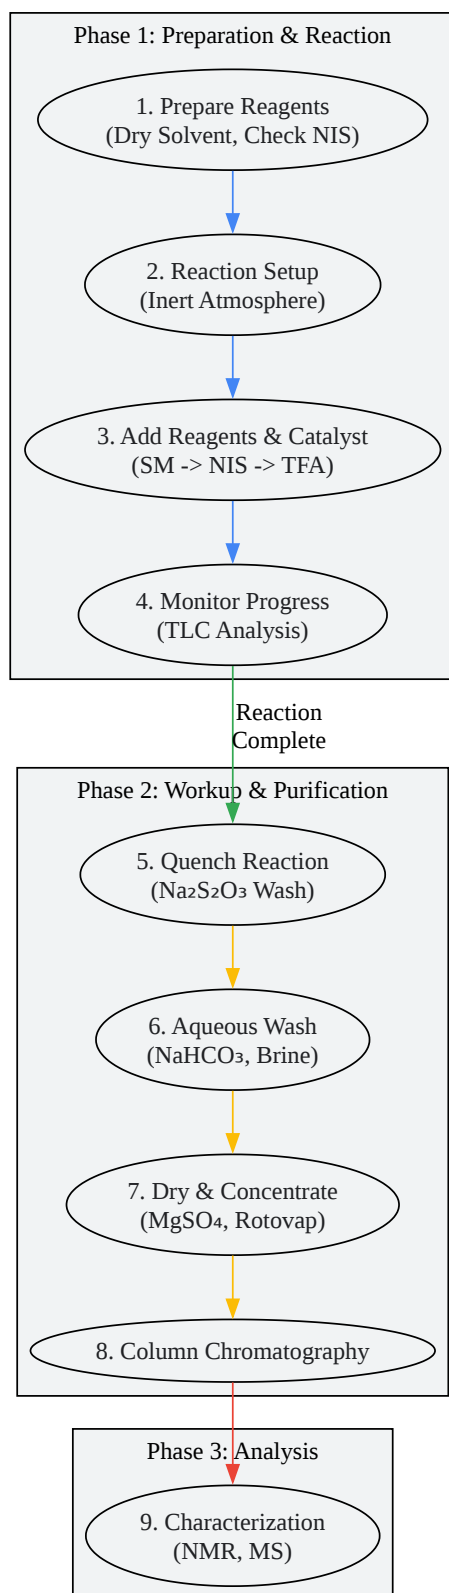 Phase 1: Preparation & Reaction
1. Prepare Reagents
(Dry Solvent, Check NIS)
2. Reaction Setup
(Inert Atmosphere)
3. Add Reagents & Catalyst
(SM -> NIS -> TFA)
4. Monitor Progress
(TLC Analysis)
Reaction
Complete
Phase 2: Workup & Purification
5. Quench Reaction
(Na₂S₂O₃ Wash)
6. Aqueous Wash
(NaHCO₃, Brine)
7. Dry & Concentrate
(MgSO₄, Rotovap)
8. Column Chromatography
Phase 3: Analysis
9. Characterization
(NMR, MS)